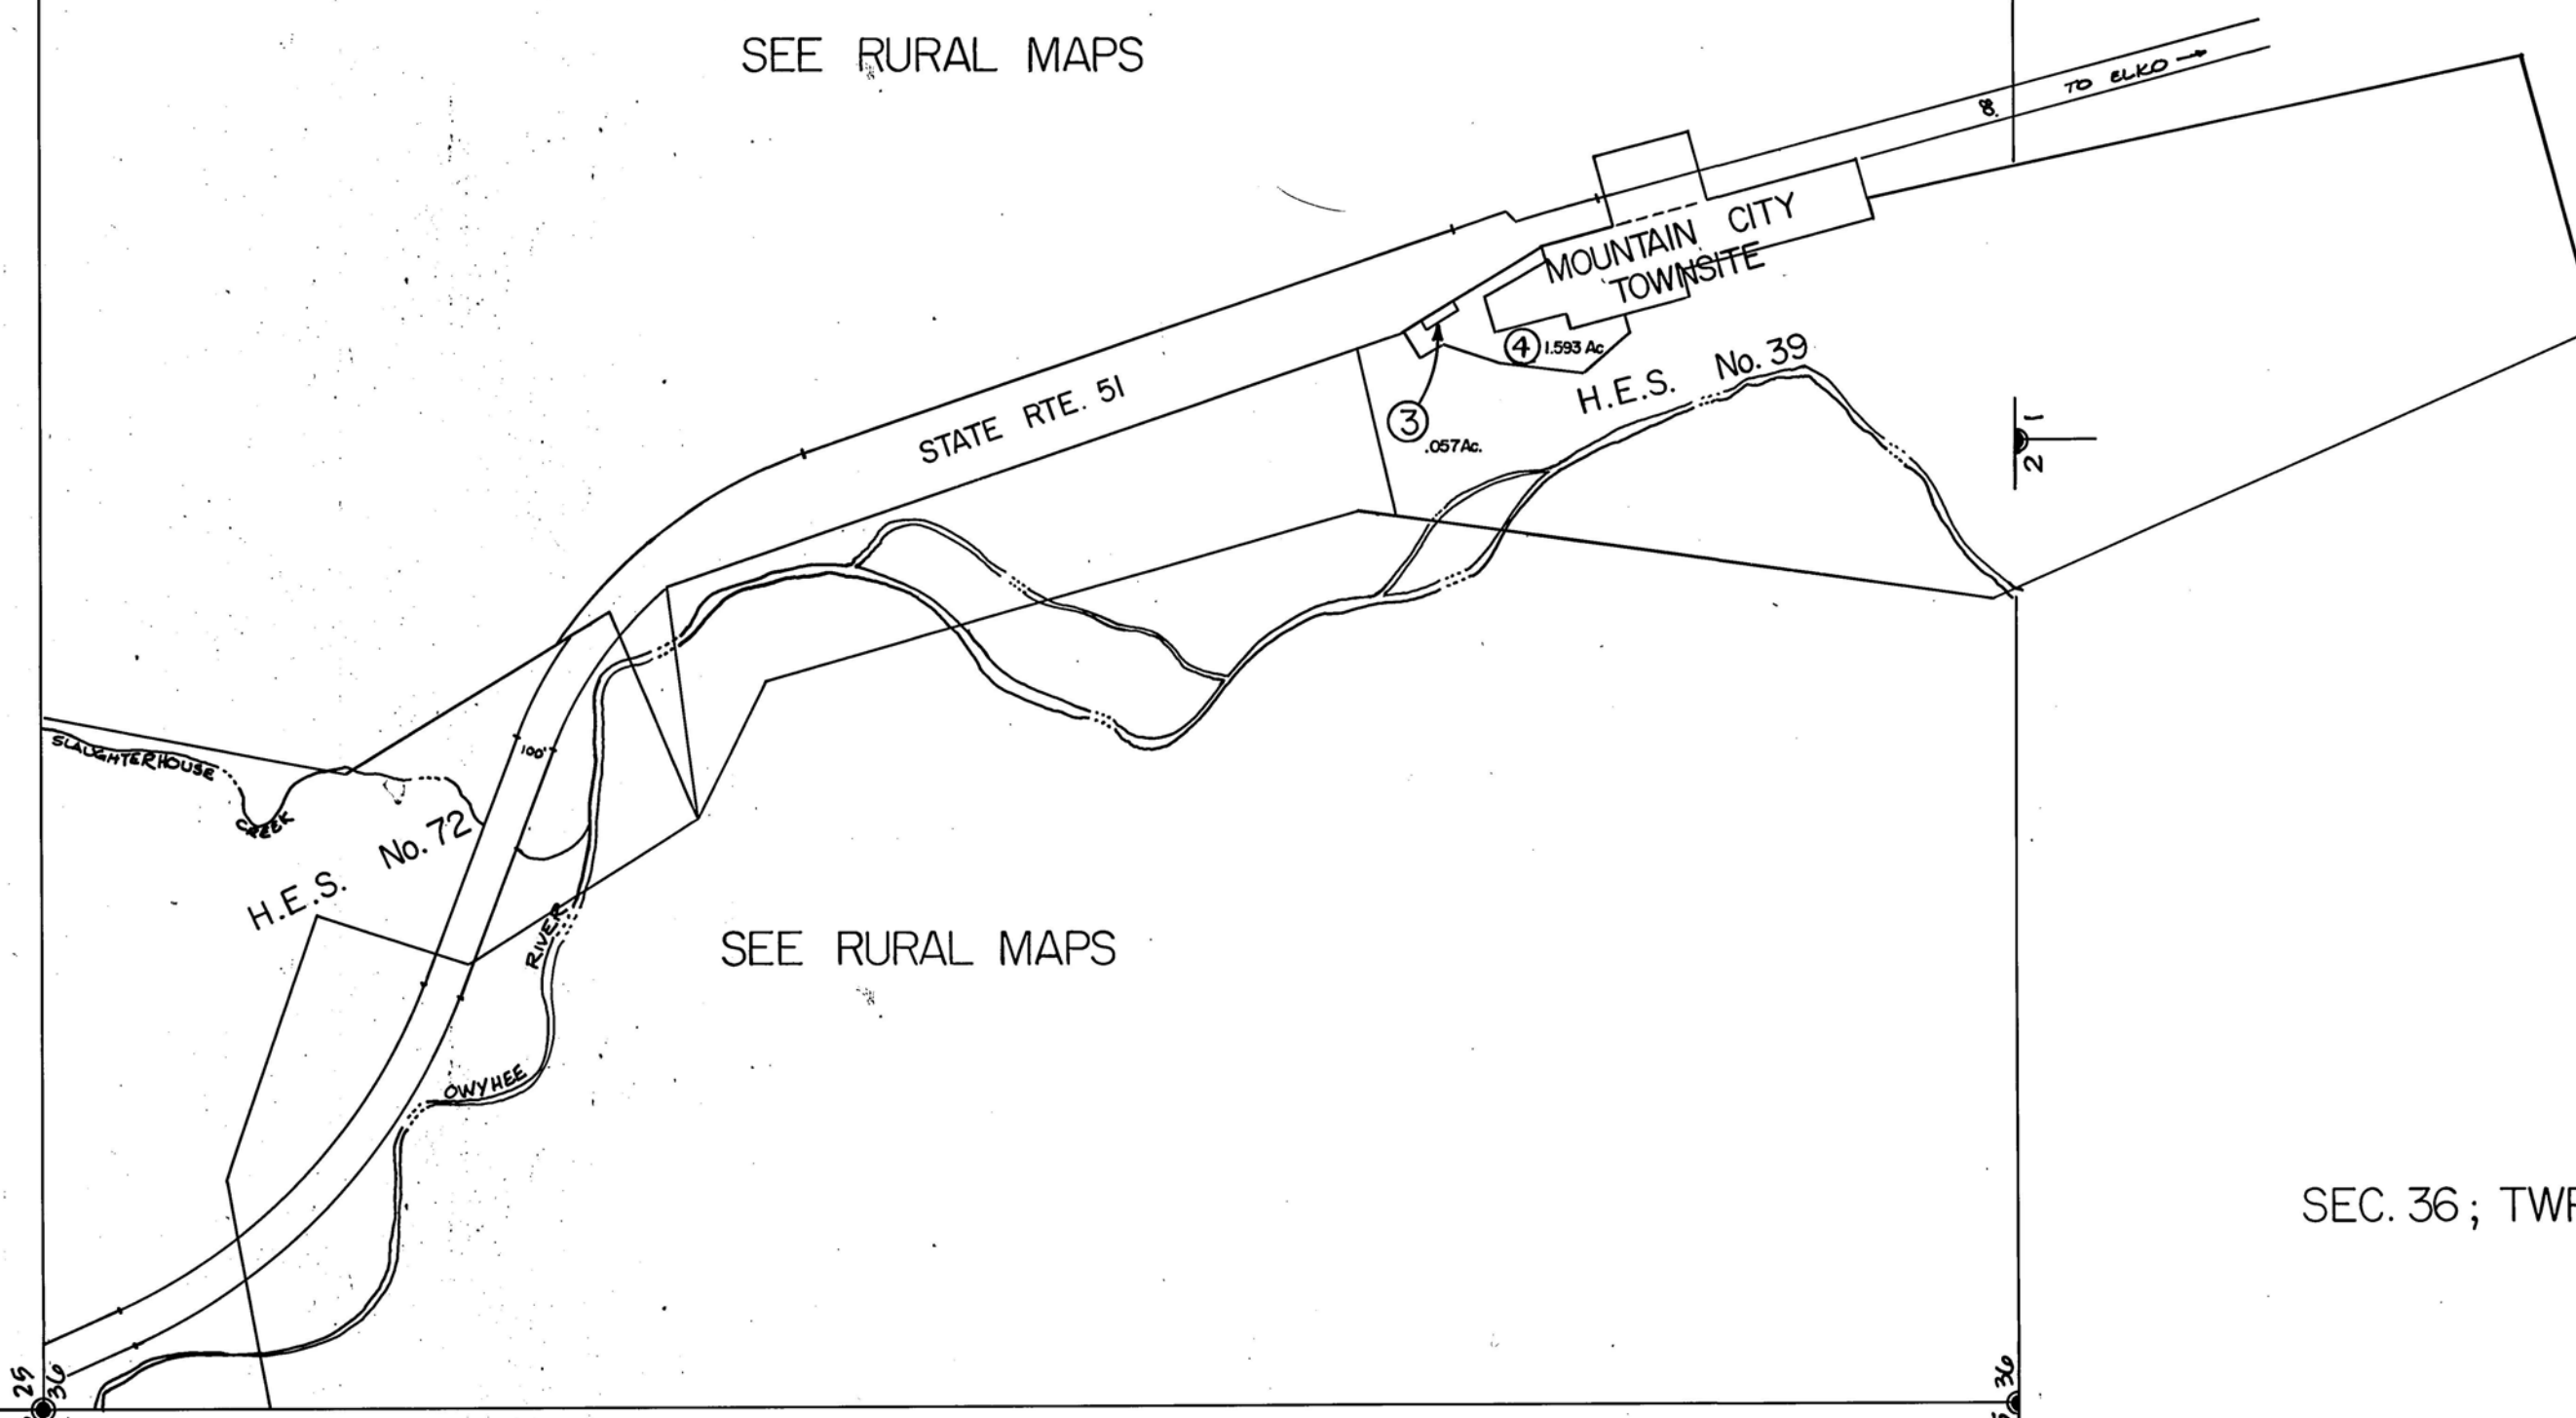 SEE RURAL MAPS
TO ELKO
8.
MOUNTAIN CITY
TOWNSITE
4 1.593 Ac.
H.E.S. No. 39
3
.057 Ac.
STATE RTE. 51
1
2
SLAUGHTERHOUSE
CREEK
100'
H.E.S. No. 72
SEE RURAL MAPS
OWYHEE
RIVER
SEC. 36; TW
25
36
36